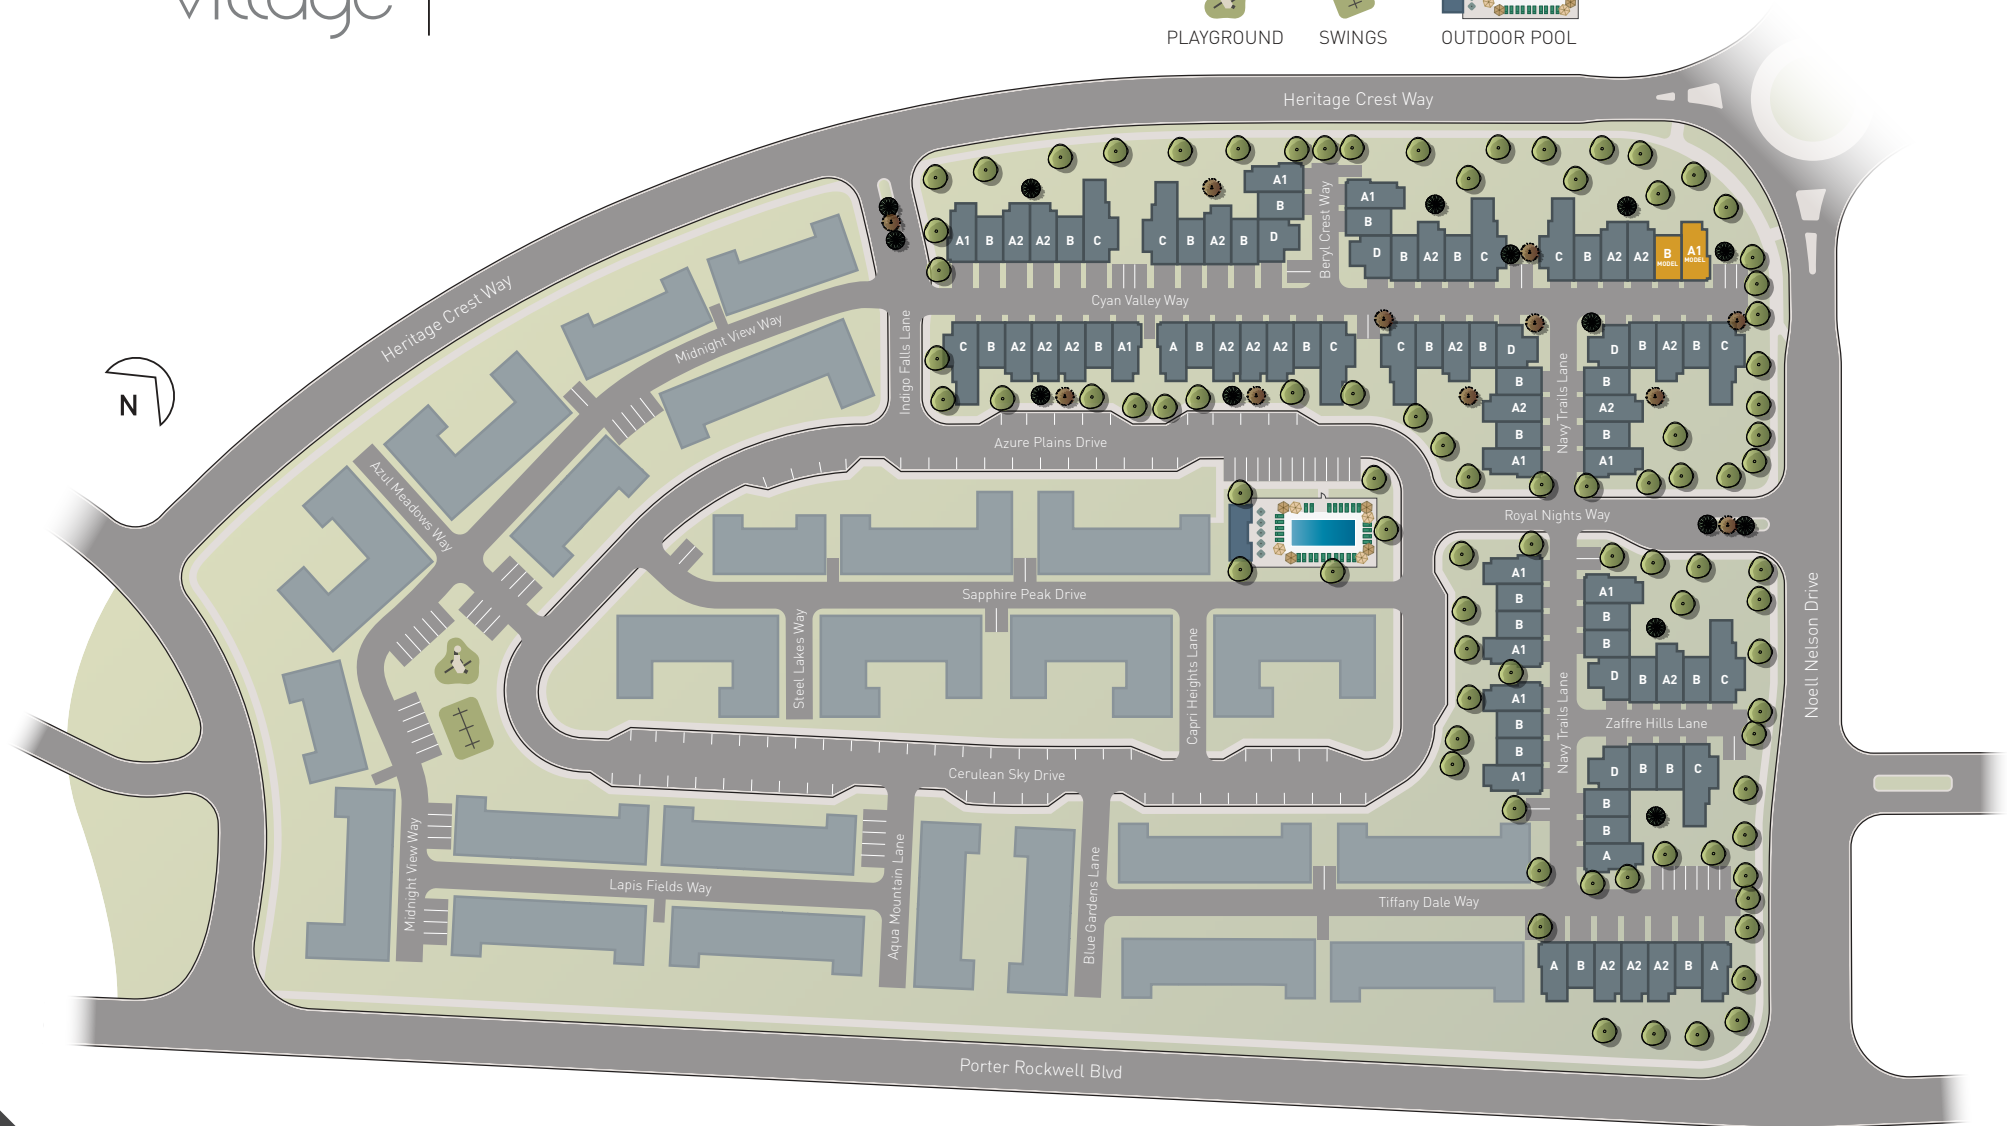 village
PLAYGROUND SWINGS OUTDOOR POOL
Heritage Crest Way
Heritage Crest Way
N
A1 B A2 A2 B C
C B A2 B D
B
A1
Beryl Crest Way
A1
B
D B A2 B C
C B A2 A2 B MODEL A1 MODEL
Cyan Valley Way
Midnight View Way
Indigo Falls Lane
C B A2 A2 A2 B A1
A B A2 A2 A2 B C
C B A2 B D
B
A2
B
A1
Navy Trails Lane
D B A2 B C
B
A2
B
A1
Azure Plains Drive
Azul Meadows Way
Royal Nights Way
Noell Nelson Drive
Sapphire Peak Drive
Steel Lakes Way
Capri Heights Lane
A1
B
B
A1
A1
B
B
A1
Navy Trails Lane
A1
B
B
D B A2 B C
Zaffre Hills Lane
D B B C
B
B
A
Cerulean Sky Drive
Midnight View Way
Lapis Fields Way
Aqua Mountain Lane
Blue Gardens Lane
Tiffany Dale Way
A B A2 A2 A2 B A
Porter Rockwell Blvd